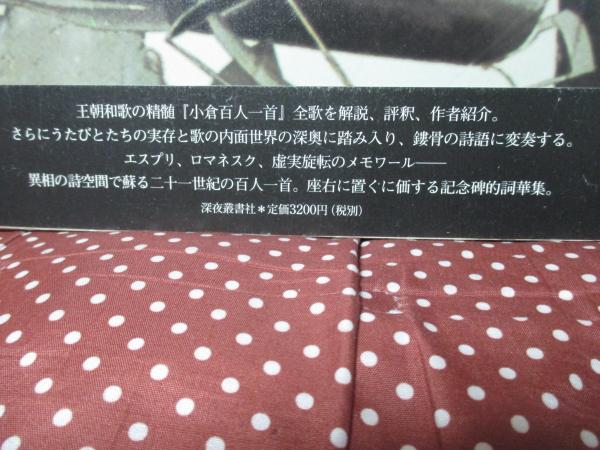 王朝和歌の精髄『小倉百人一首』全歌を解説、評釈、作者紹介。
さらにうたびとたちの実存と歌の内面世界の深奥に踏み入り、鏤骨の詩語に変奏する。
エスプリ、ロマネスク、虚実旋転のメモワール――
異相の詩空間で蘇る二十一世紀の百人一首。座右に置くに価する記念碑的詞華集。
深夜叢書社＊定価3200円（税別）